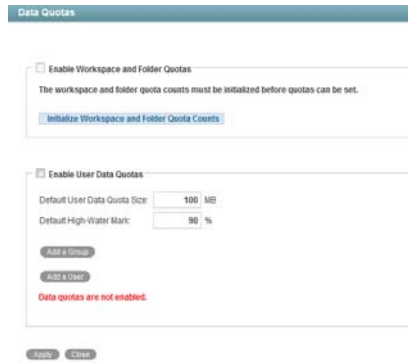 Data Quotas
Enable Workspace and Folder Quotas
The workspace and folder quota counts must be initialized before quotas can be set.
Initialize Workspace and Folder Quota Counts
Enable User Data Quotas
Default User Data Quota Size: 100 MB
Default High-Water Mark: 90 %
Add a Group
Add a User
Data quotas are not enabled.
Apply Close